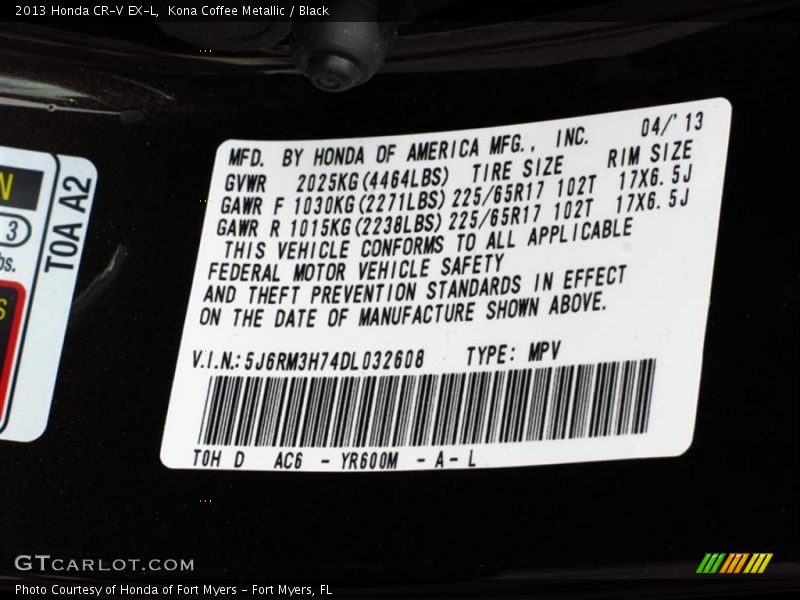 2013 Honda CR-V EX-L, Kona Coffee Metallic / Black
MFD. BY HONDA OF AMERICA MFG., INC. 04/'13
GVWR 2025KG(4464LBS) TIRE SIZE RIM SIZE
GAWR F 1030KG(2271LBS) 225/65R17 102T 17X6.5J
GAWR R 1015KG(2238LBS) 225/65R17 102T 17X6.5J
THIS VEHICLE CONFORMS TO ALL APPLICABLE
FEDERAL MOTOR VEHICLE SAFETY
AND THEFT PREVENTION STANDARDS IN EFFECT
ON THE DATE OF MANUFACTURE SHOWN ABOVE.
V.I.N.: 5J6RM3H74DL032608 TYPE: MPV
T0H D AC6 - YR600M - A - L
N
3
bs.
S
T0A A2
GTCARLOT.COM
Photo Courtesy of Honda of Fort Myers - Fort Myers, FL